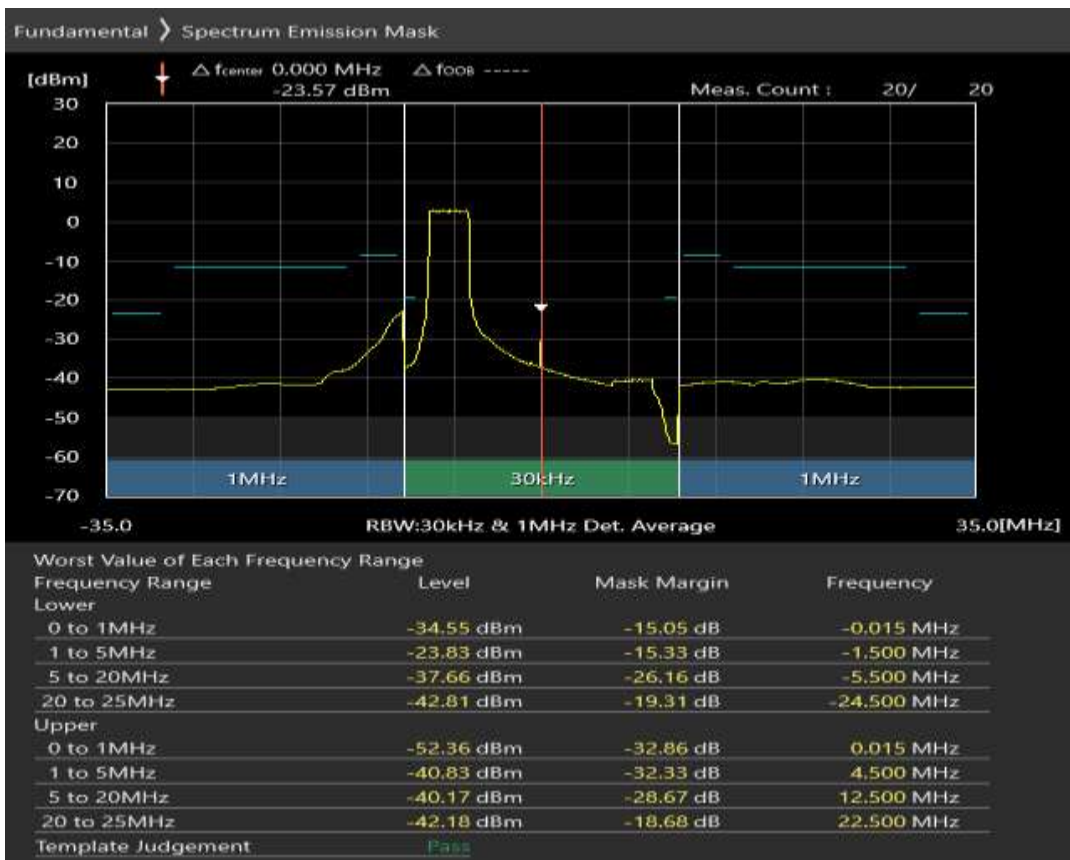 Fundamental ❯ Spectrum Emission Mask
[dBm] △ fcenter 0.000 MHz △ fOOB -----
-23.57 dBm Meas. Count : 20/ 20
30
20
10
0
-10
-20
-30
-40
-50
-60
-70
1MHz 30kHz 1MHz
-35.0 RBW:30kHz & 1MHz Det. Average 35.0[MHz]
Worst Value of Each Frequency Range
Frequency Range Level Mask Margin Frequency
Lower
0 to 1MHz -34.55 dBm -15.05 dB -0.015 MHz
1 to 5MHz -23.83 dBm -15.33 dB -1.500 MHz
5 to 20MHz -37.66 dBm -26.16 dB -5.500 MHz
20 to 25MHz -42.81 dBm -19.31 dB -24.500 MHz
Upper
0 to 1MHz -52.36 dBm -32.86 dB 0.015 MHz
1 to 5MHz -40.83 dBm -32.33 dB 4.500 MHz
5 to 20MHz -40.17 dBm -28.67 dB 12.500 MHz
20 to 25MHz -42.18 dBm -18.68 dB 22.500 MHz
Template Judgement Pass